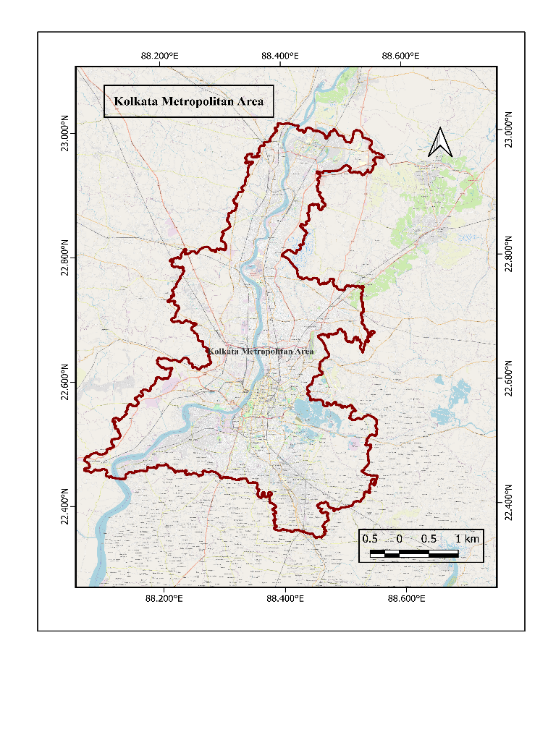 88.200°E 88.400°E 88.600°E
Kolkata Metropolitan Area
23.000°N 23.000°N
22.800°N 22.800°N
Kolkata Metropolitan Area
22.600°N 22.600°N
22.400°N 22.400°N
0.5 0 0.5 1 km
88.200°E 88.400°E 88.600°E